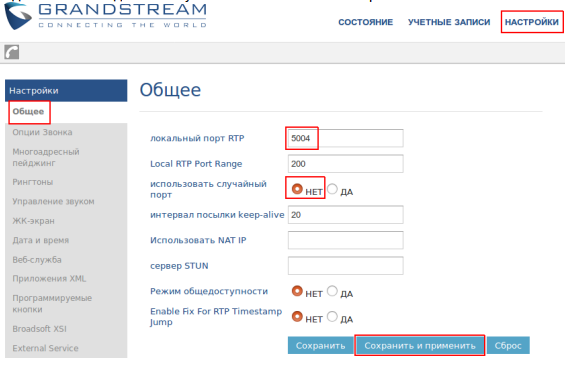 GRANDSTREAM
CONNECTING THE WORLD
СОСТОЯНИЕ УЧЕТНЫЕ ЗАПИСИ НАСТРОЙКИ
Настройки
Общее
Опции Звонка
Многоадресный
пейджинг
Рингтоны
Управление звуком
ЖК-экран
Дата и время
Веб-служба
Приложения XML
Программируемые
кнопки
Broadsoft XSI
External Service
Общее
локальный порт RTP 5004
Local RTP Port Range 200
использовать случайный
порт НЕТ ДА
интервал посылки keep-alive 20
Использовать NAT IP
сервер STUN
Режим общедоступности НЕТ ДА
Enable Fix For RTP Timestamp
Jump НЕТ ДА
Сохранить Сохранить и применить Сброс